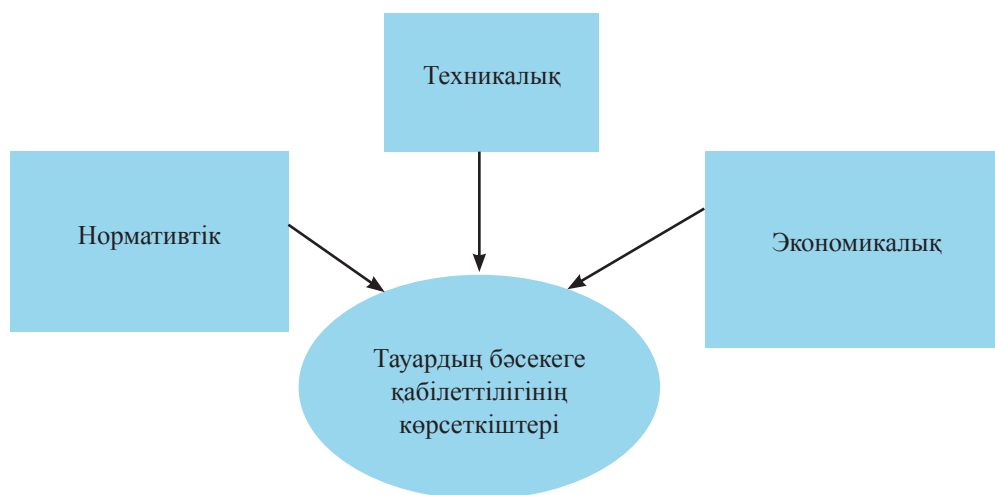 Техникалық
Нормативтік
Экономикалық
Тауардың бәсекеге
қабілеттілігінің
көрсеткіштері